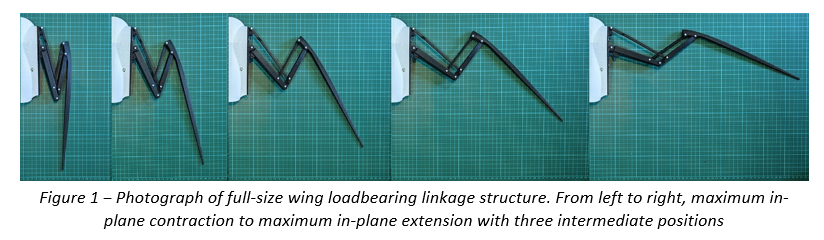 Figure 1 – Photograph of full-size wing loadbearing linkage structure. From left to right, maximum in-
plane contraction to maximum in-plane extension with three intermediate positions